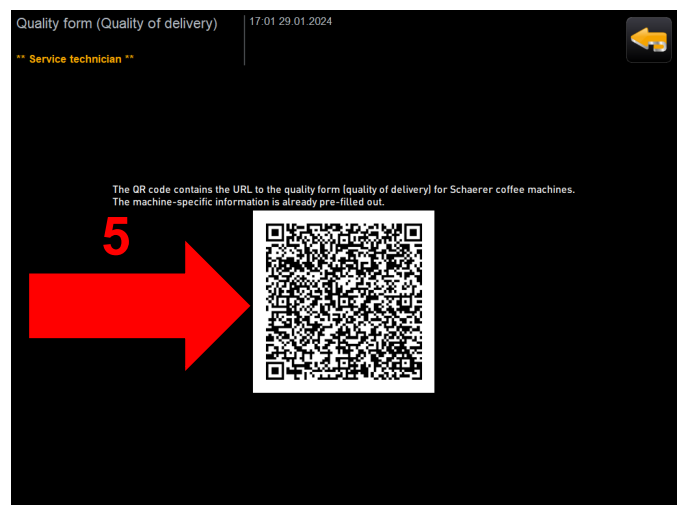 Quality form (Quality of delivery)
17:01 29.01.2024
** Service technician **
The QR code contains the URL to the quality form (quality of delivery) for Schaerer coffee machines.
The machine-specific information is already pre-filled out.
5